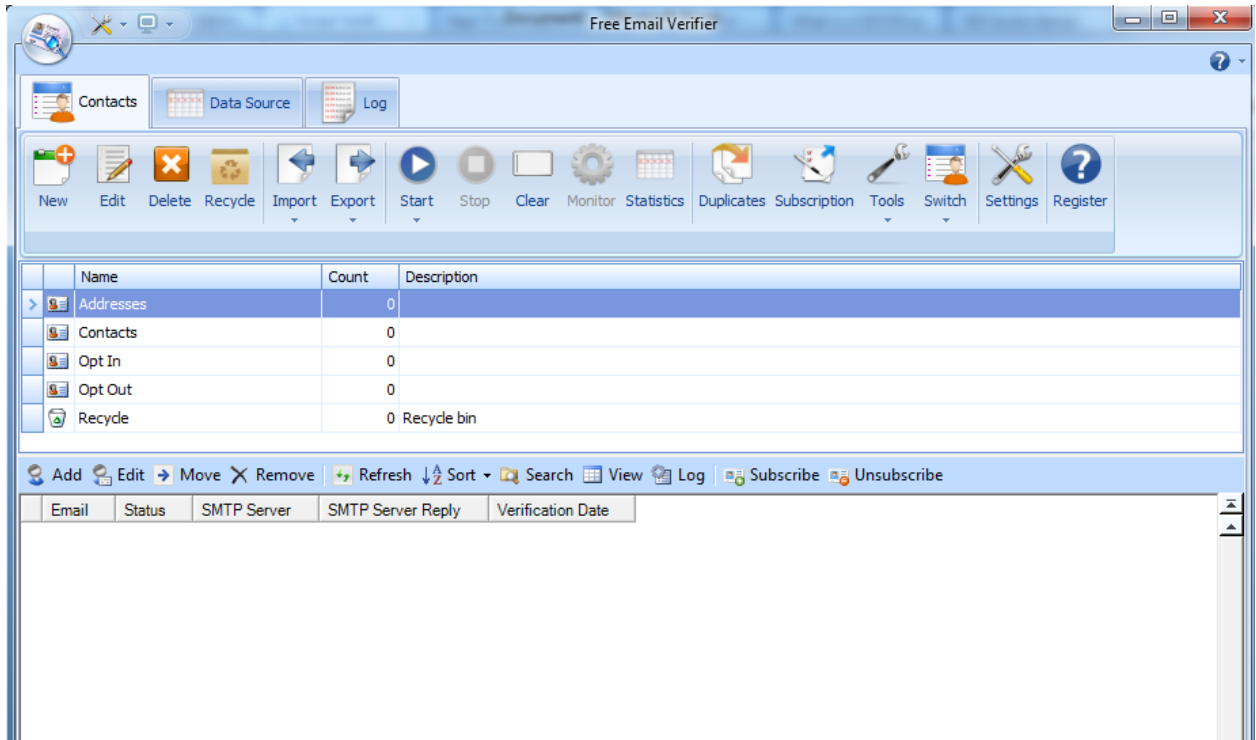 Free Email Verifier
Contacts Data Source Log
New Edit Delete Recycle Import Export Start Stop Clear Monitor Statistics Duplicates Subscription Tools Switch Settings Register
Name Count Description
Addresses 0
Contacts 0
Opt In 0
Opt Out 0
Recycle 0 Recycle bin
Add Edit Move Remove Refresh Sort Search View Log Subscribe Unsubscribe
Email Status SMTP Server SMTP Server Reply Verification Date